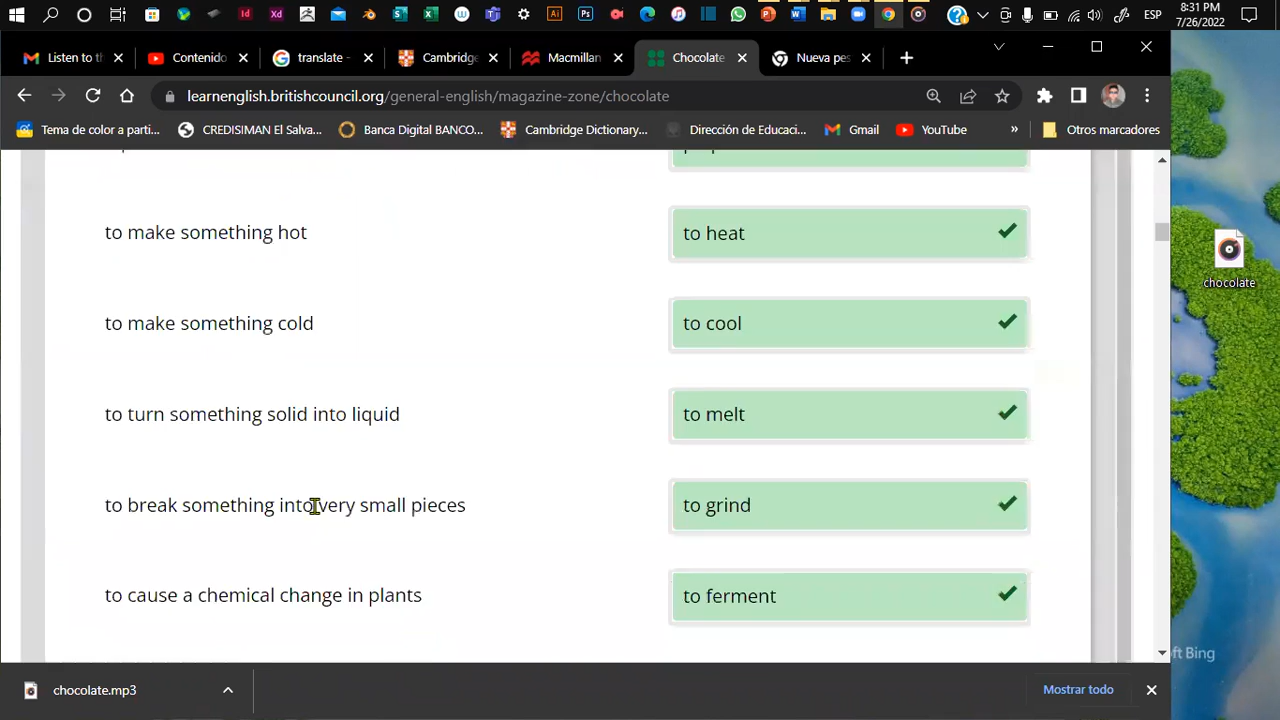 ESP
8:31 PM
7/26/2022
Listen to th
Contenido
translate -
Cambridge
Macmillan
Chocolate
Nueva pes
learnenglish.britishcouncil.org/general-english/magazine-zone/chocolate
Tema de color a parti...
CREDISIMAN El Salva...
Banca Digital BANCO...
Cambridge Dictionary...
Dirección de Educaci...
Gmail
YouTube
»
Otros marcadores
to make something hot
to heat
to make something cold
to cool
to turn something solid into liquid
to melt
to break something into very small pieces
to grind
to cause a chemical change in plants
to ferment
chocolate
chocolate.mp3
Mostrar todo
oft Bing